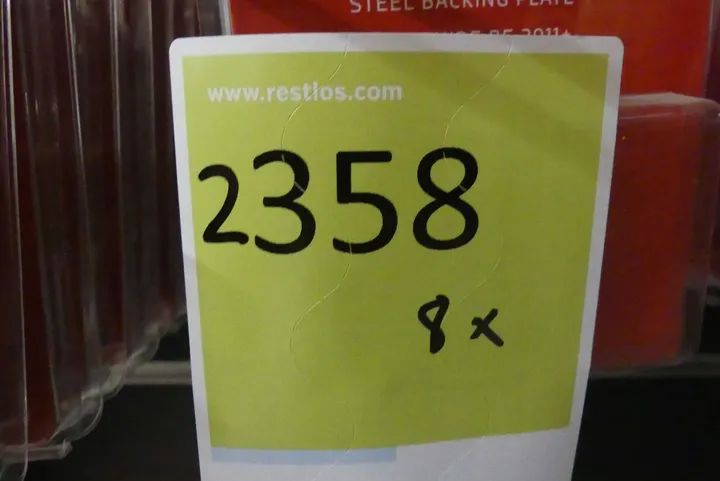 STEEL BACKING PLATE
www.restlos.com
2358
8x